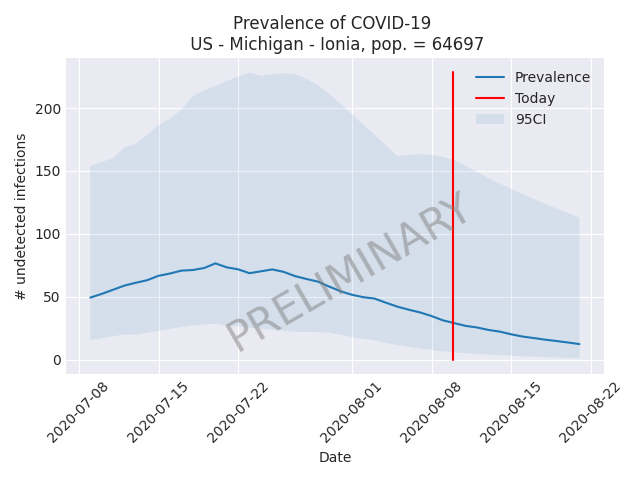 Prevalence of COVID-19
US - Michigan - Ionia, pop. = 64697
Prevalence
Today
95CI
200
150
100
50
0
# undetected infections
PRELIMINARY
2020-07-08
2020-07-15
2020-07-22
2020-08-01
2020-08-08
2020-08-15
2020-08-22
Date